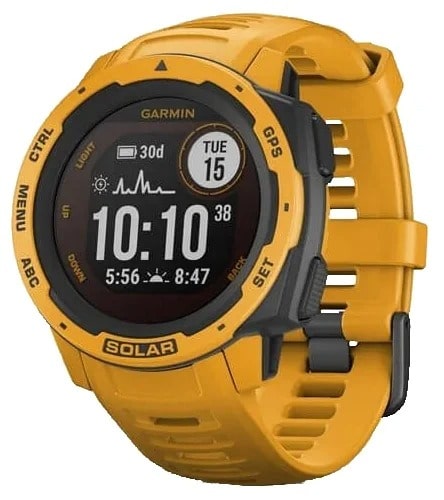 GARMIN
CTRL
LIGHT
GPS
30d
TUE
15
MENU
UP
10:10 38
ABC
DOWN
5:56 8:47
BACK
SET
SOLAR